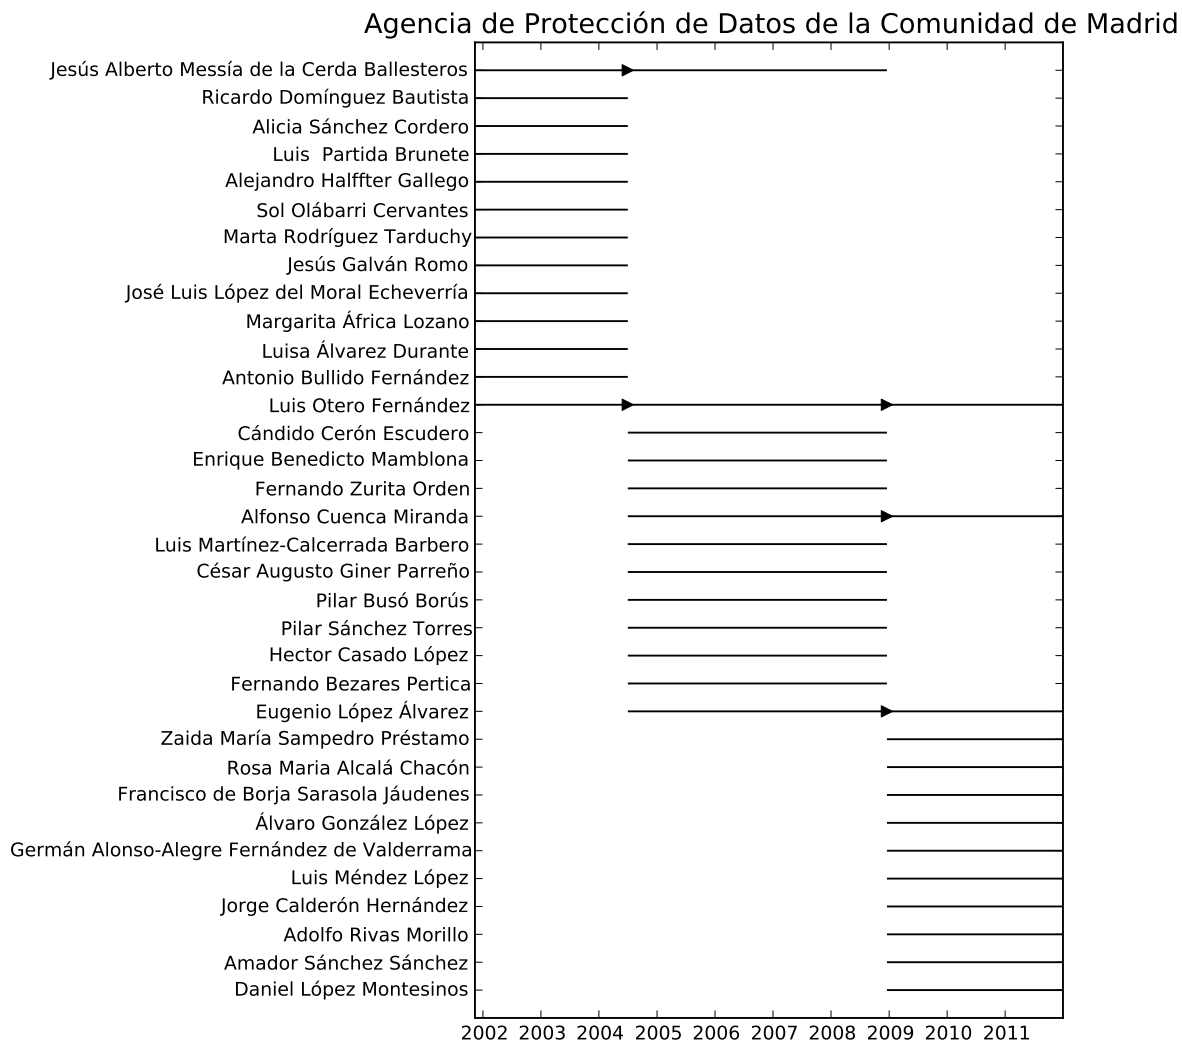 Agencia de Protección de Datos de la Comunidad de Madrid
Jesús Alberto Messía de la Cerda Ballesteros
Ricardo Domínguez Bautista
Alicia Sánchez Cordero
Luis  Partida Brunete
Alejandro Halffter Gallego
Sol Olábarri Cervantes
Marta Rodríguez Tarduchy
Jesús Galván Romo
José Luis López del Moral Echeverría
Margarita África Lozano
Luisa Álvarez Durante
Antonio Bullido Fernández
Luis Otero Fernández
Cándido Cerón Escudero
Enrique Benedicto Mamblona
Fernando Zurita Orden
Alfonso Cuenca Miranda
Luis Martínez-Calcerrada Barbero
César Augusto Giner Parreño
Pilar Busó Borús
Pilar Sánchez Torres
Hector Casado López
Fernando Bezares Pertica
Eugenio López Álvarez
Zaida María Sampedro Préstamo
Rosa Maria Alcalá Chacón
Francisco de Borja Sarasola Jáudenes
Álvaro González López
Germán Alonso-Alegre Fernández de Valderrama
Luis Méndez López
Jorge Calderón Hernández
Adolfo Rivas Morillo
Amador Sánchez Sánchez
Daniel López Montesinos
2002 2003 2004 2005 2006 2007 2008 2009 2010 2011